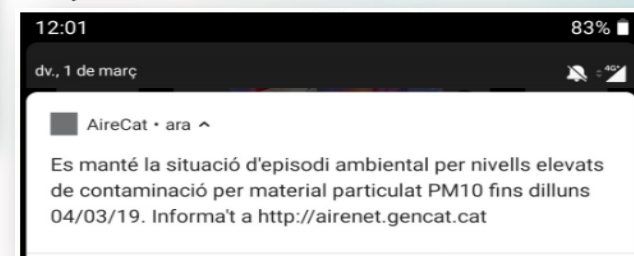 12:01 83%
dv., 1 de març 4G+
AireCat • ara
Es manté la situació d'episodi ambiental per nivells elevats
de contaminació per material particulat PM10 fins dilluns
04/03/19. Informa't a http://airenet.gencat.cat